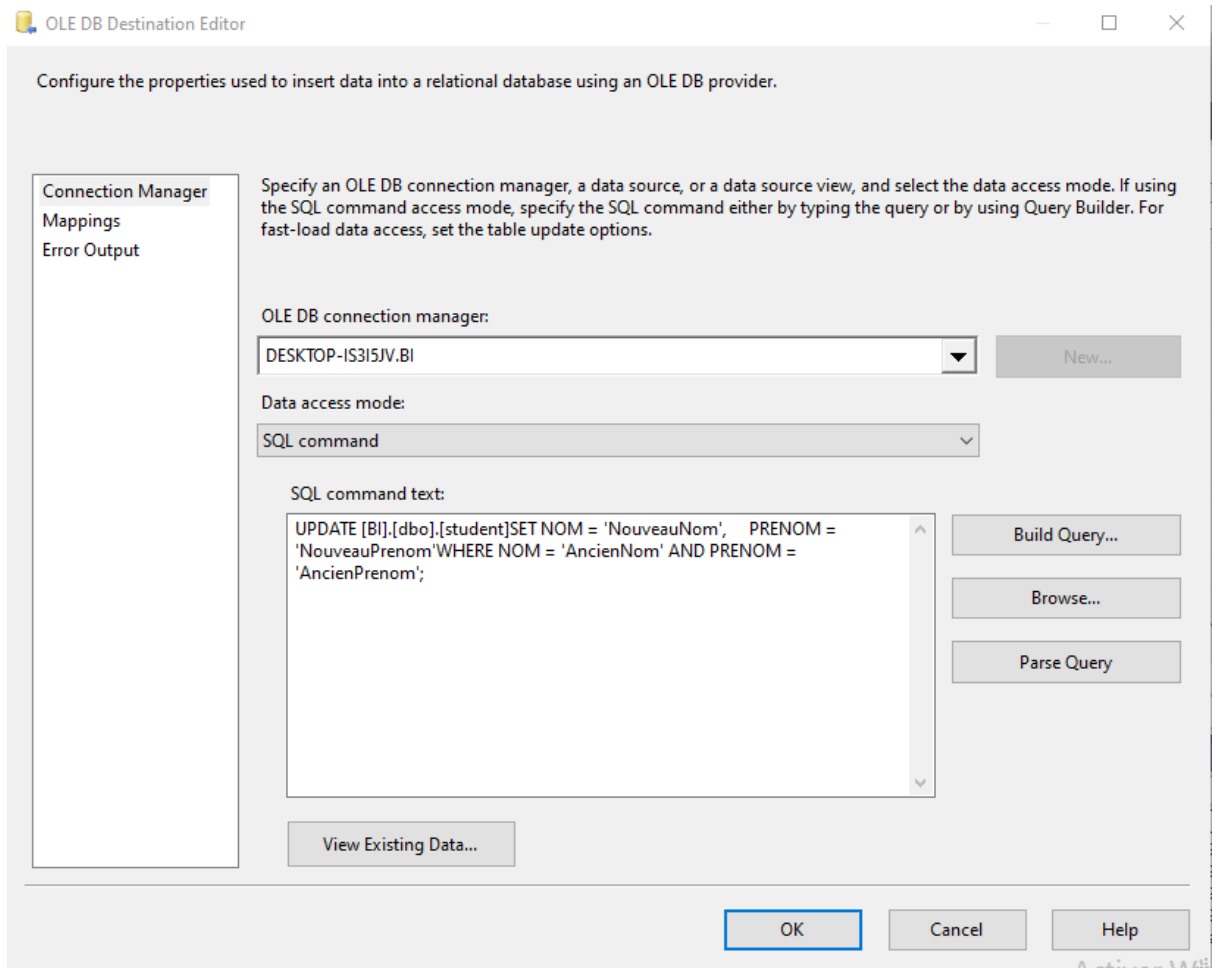 OLE DB Destination Editor
Configure the properties used to insert data into a relational database using an OLE DB provider.
Connection Manager
Mappings
Error Output
Specify an OLE DB connection manager, a data source, or a data source view, and select the data access mode. If using
the SQL command access mode, specify the SQL command either by typing the query or by using Query Builder. For
fast-load data access, set the table update options.
OLE DB connection manager:
DESKTOP-IS3I5JV.BI
New...
Data access mode:
SQL command
SQL command text:
UPDATE [BI].[dbo].[student]SET NOM = 'NouveauNom',    PRENOM =
'NouveauPrenom'WHERE NOM = 'AncienNom' AND PRENOM =
'AncienPrenom';
Build Query...
Browse...
Parse Query
View Existing Data...
OK
Cancel
Help